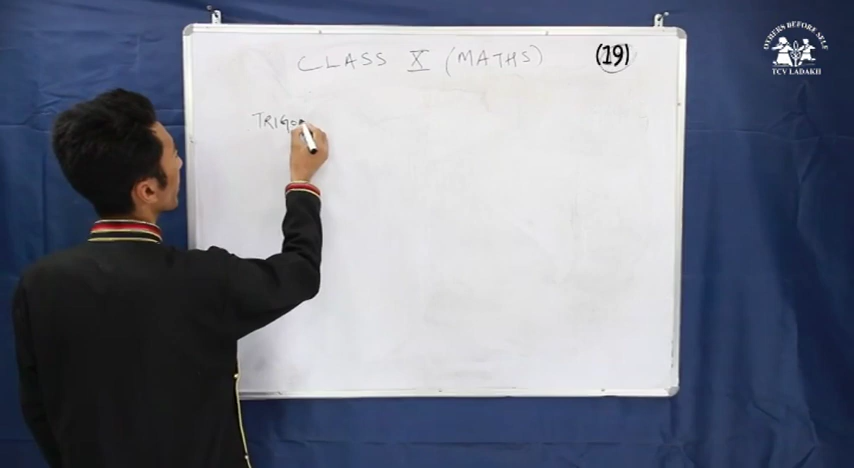 CLASS X (MATHS) (19)
TRIGO
OTHERS BEFORE SELF
TCV LADAKH